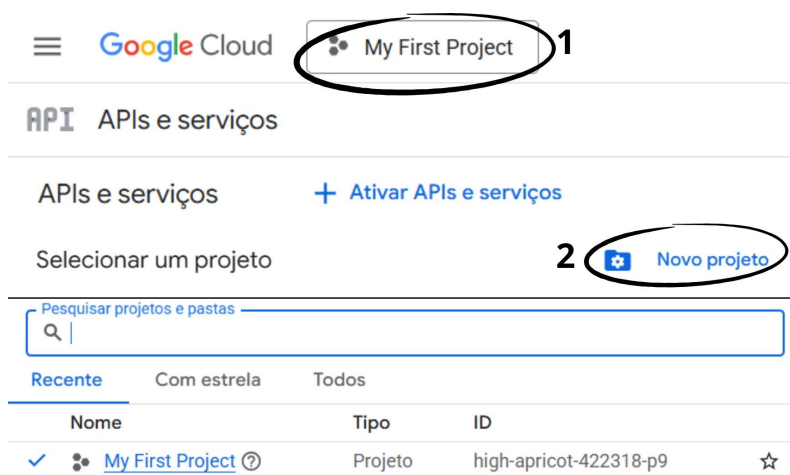 Google Cloud My First Project 1
API APIs e serviços
APIs e serviços + Ativar APIs e serviços
Selecionar um projeto 2 Novo projeto
Pesquisar projetos e pastas
Recente Com estrela Todos
Nome Tipo ID
My First Project Projeto high-apricot-422318-p9